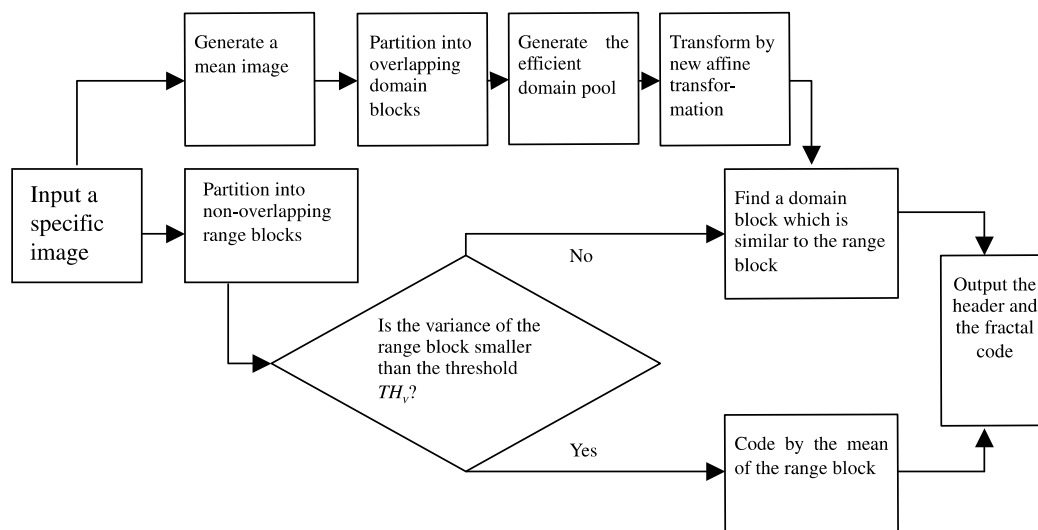 Generate a
mean image
Partition into
overlapping
domain
blocks
Generate the
efficient
domain pool
Transform by
new affine
transfor-
mation
Input a
specific
image
Partition into
non-overlapping
range blocks
Find a domain
block which is
similar to the range
block
No
Output the
header and
the fractal
code
Is the variance of the
range block smaller
than the threshold
THv?
Yes
Code by the mean
of the range block